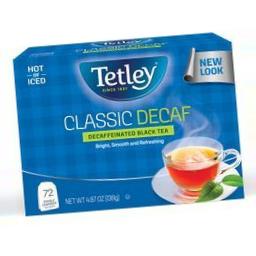 HOT
or
ICED
Tetley
SINCE 1837
NEW
LOOK
CLASSIC DECAF
DECAFFEINATED BLACK TEA
Bright, Smooth and Refreshing
72
NET WT 4.87 OZ (138g)